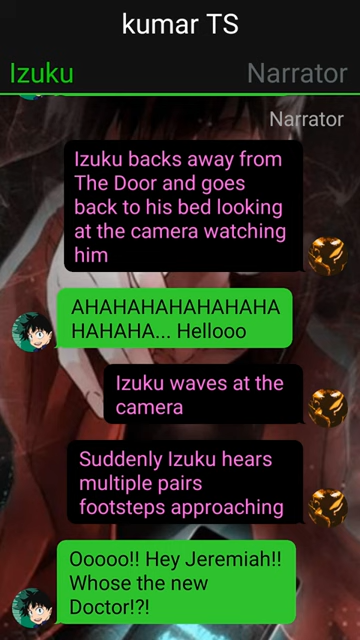 kumar TS
Izuku
Narrator
Narrator
Izuku backs away from
The Door and goes
back to his bed looking
at the camera watching
him
AHAHAHAHAHAHAHA
HAHAHA... Hellooo
Izuku waves at the
camera
Suddenly Izuku hears
multiple pairs
footsteps approaching
Ooooo!! Hey Jeremiah!!
Whose the new
Doctor!?!